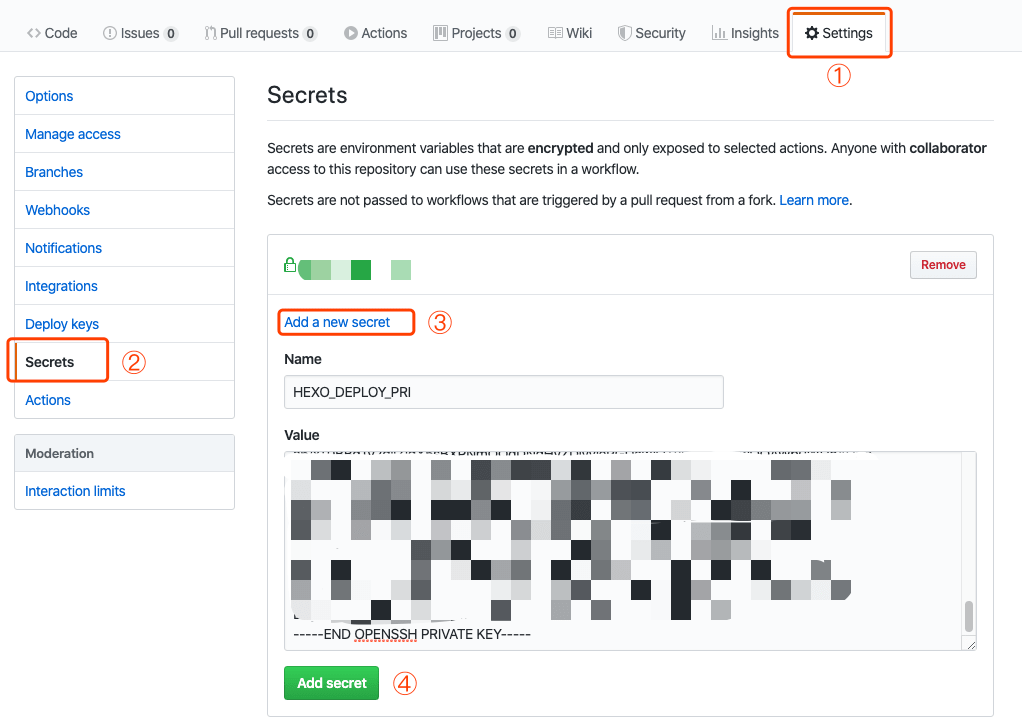 Code Issues 0 Pull requests 0 Actions Projects 0 Wiki Security Insights Settings
①
Options
Manage access
Branches
Webhooks
Notifications
Integrations
Deploy keys
Secrets ②
Actions
Moderation
Interaction limits
Secrets
Secrets are environment variables that are encrypted and only exposed to selected actions. Anyone with collaborator
access to this repository can use these secrets in a workflow.
Secrets are not passed to workflows that are triggered by a pull request from a fork. Learn more.
Remove
Add a new secret ③
Name
HEXO_DEPLOY_PRI
Value
-----END OPENSSH PRIVATE KEY-----
Add secret ④